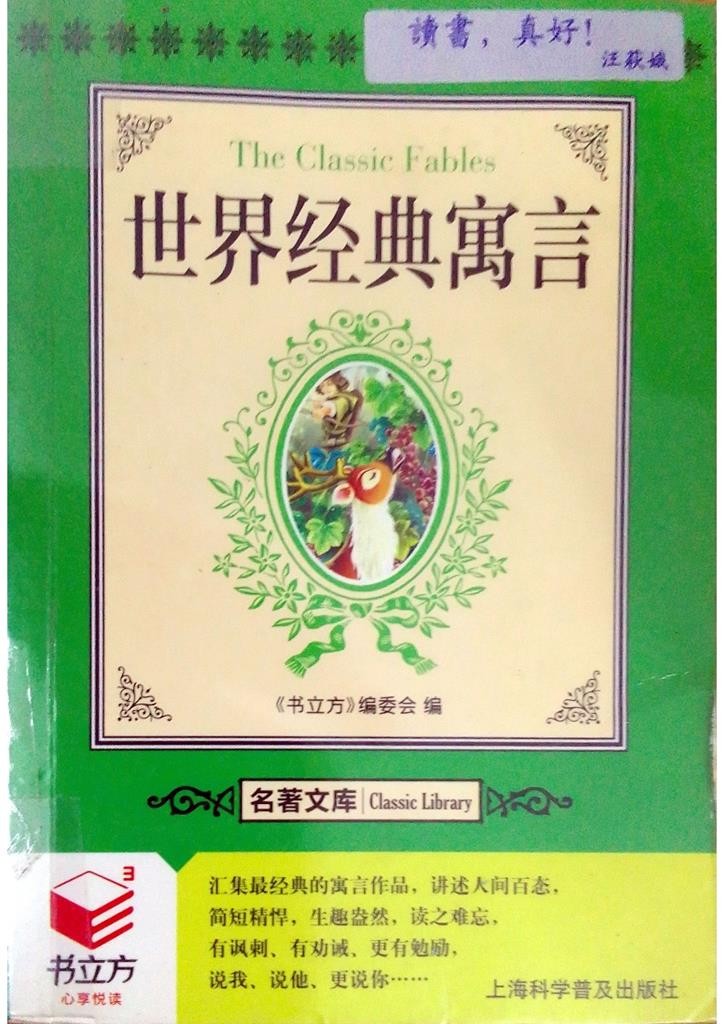 讀書，真好！
汪荻娥
The Classic Fables
世界经典寓言
《书立方》编委会 编
名著文库 Classic Library
汇集最经典的寓言作品，讲述人间百态，
简短精悍，生趣盎然，读之难忘，
有讽刺、有劝诫、更有勉励，
说我、说他、更说你……
3
书立方
心享悦读
上海科学普及出版社